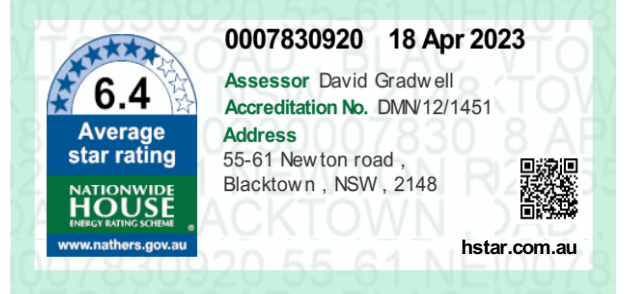 0007830920 18 Apr 2023
6.4
Average
star rating
NATIONWIDE
HOUSE
ENERGY RATING SCHEME
®
www.nathers.gov.au
Assessor David Gradwell
Accreditation No. DMN/12/1451
Address
55-61 Newton road ,
Blacktown , NSW , 2148
hstar.com.au